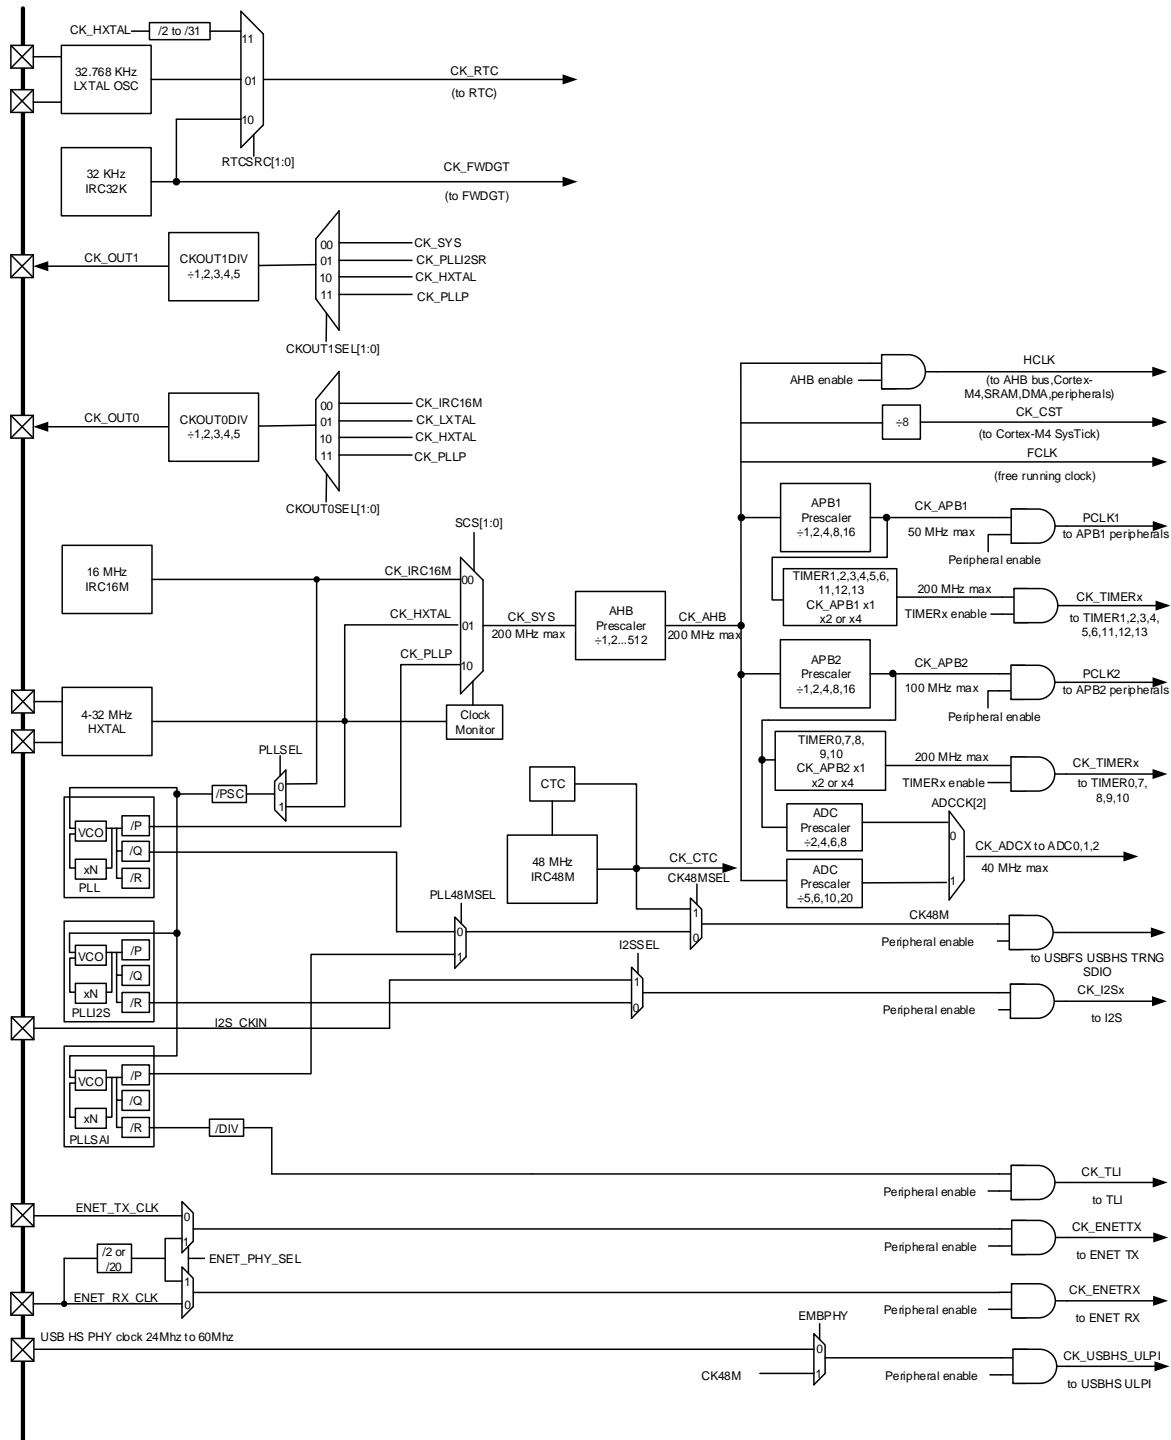 CK_HXTAL
/2 to /31
11
32.768 KHz
LXTAL OSC
01
CK_RTC
(to RTC)
10
RTCSRC[1:0]
32 KHz
IRC32K
CK_FWDGT
(to FWDGT)
CK_OUT1
CKOUT1DIV
÷1,2,3,4,5
00
01
10
11
CK_SYS
CK_PLLI2SR
CK_HXTAL
CK_PLLP
CKOUT1SEL[1:0]
CK_OUT0
CKOUT0DIV
÷1,2,3,4,5
00
01
10
11
CK_IRC16M
CK_LXTAL
CK_HXTAL
CK_PLLP
CKOUT0SEL[1:0]
AHB enable
HCLK
(to AHB bus,Cortex-
M4,SRAM,DMA,peripherals)
÷8
CK_CST
(to Cortex-M4 SysTick)
FCLK
(free running clock)
SCS[1:0]
16 MHz
IRC16M
CK_IRC16M
00
CK_HXTAL
01
CK_PLLP
10
CK_SYS
200 MHz max
AHB
Prescaler
÷1,2...512
CK_AHB
200 MHz max
APB1
Prescaler
÷1,2,4,8,16
CK_APB1
50 MHz max
Peripheral enable
PCLK1
to APB1 peripherals
TIMER1,2,3,4,5,6,
11,12,13
CK_APB1 x1
x2 or x4
200 MHz max
TIMERx enable
CK_TIMERx
to TIMER1,2,3,4,
5,6,11,12,13
APB2
Prescaler
÷1,2,4,8,16
CK_APB2
100 MHz max
Peripheral enable
PCLK2
to APB2 peripherals
4-32 MHz
HXTAL
Clock
Monitor
PLLSEL
/PSC
0
1
TIMER0,7,8,
9,10
CK_APB2 x1
x2 or x4
200 MHz max
TIMERx enable
CK_TIMERx
to TIMER0,7,
8,9,10
CTC
48 MHz
IRC48M
CK_CTC
CK48MSEL
ADC
Prescaler
÷2,4,6,8
ADC
Prescaler
÷5,6,10,20
ADCCK[2]
0
1
CK_ADCX to ADC0,1,2
40 MHz max
VCO
xN
/P
/Q
/R
PLL
PLL48MSEL
0
1
1
0
CK48M
Peripheral enable
to USBFS USBHS TRNG
SDIO
VCO
xN
/P
/Q
/R
PLLI2S
I2SSEL
1
0
Peripheral enable
CK_I2Sx
to I2S
I2S_CKIN
VCO
xN
/P
/Q
/R
PLLSAI
/DIV
Peripheral enable
CK_TLI
to TLI
ENET_TX_CLK
0
1
/2 or
/20
ENET_PHY_SEL
Peripheral enable
CK_ENETTX
to ENET TX
ENET_RX_CLK
1
0
Peripheral enable
CK_ENETRX
to ENET RX
USB HS PHY clock 24Mhz to 60Mhz
EMBPHY
0
1
CK48M
Peripheral enable
CK_USBHS_ULPI
to USBHS ULPI